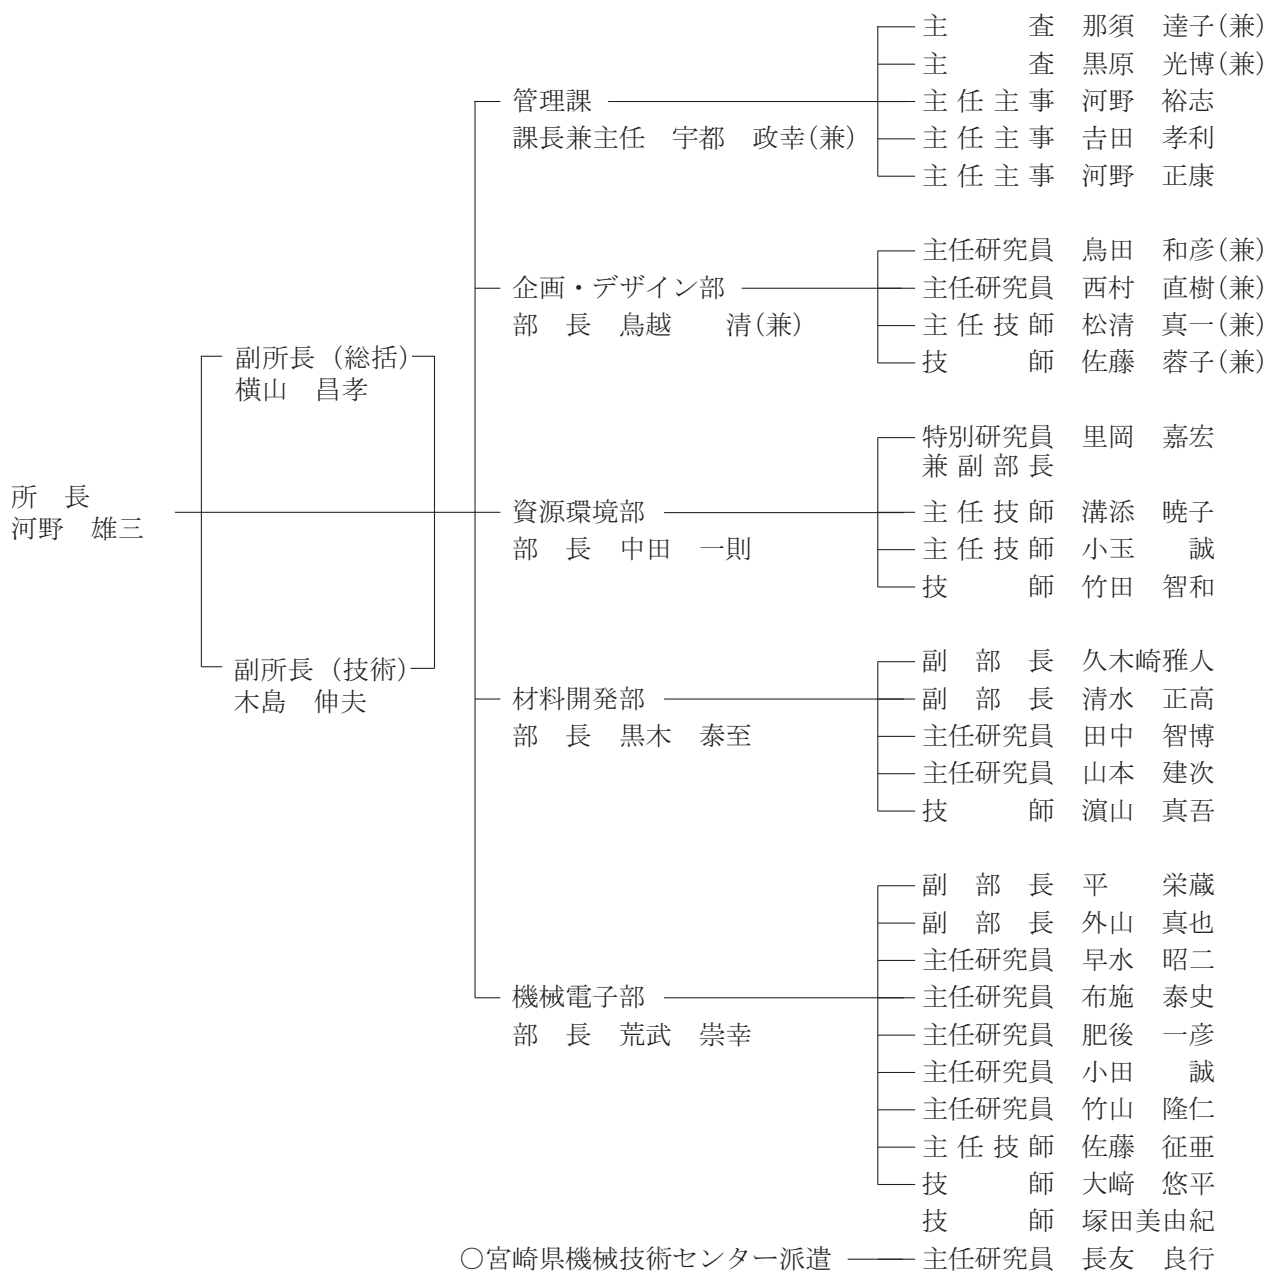 所　長
河野　雄三
副所長（総括）
横山　昌孝
副所長（技術）
木島　伸夫
管理課
課長兼主任　宇都　政幸(兼)
主　　　査　那須　達子(兼)
主　　　査　黒原　光博(兼)
主 任 主 事　河野　裕志
主 任 主 事　𠮷田　孝利
主 任 主 事　河野　正康
企画・デザイン部
部　長　鳥越　　清(兼)
主任研究員　鳥田　和彦(兼)
主任研究員　西村　直樹(兼)
主 任 技 師　松清　真一(兼)
技　　　師　佐藤　蓉子(兼)
資源環境部
部　長　中田　一則
特別研究員　里岡　嘉宏
兼 副 部 長
主 任 技 師　溝添　暁子
主 任 技 師　小玉　　誠
技　　　師　竹田　智和
材料開発部
部　長　黒木　泰至
副　部　長　久木崎雅人
副　部　長　清水　正高
主任研究員　田中　智博
主任研究員　山本　建次
技　　　師　濵山　真吾
機械電子部
部　長　荒武　崇幸
副　部　長　平　　栄蔵
副　部　長　外山　真也
主任研究員　早水　昭二
主任研究員　布施　泰史
主任研究員　肥後　一彦
主任研究員　小田　　誠
主任研究員　竹山　隆仁
主 任 技 師　佐藤　征亜
技　　　師　大﨑　悠平
技　　　師　塚田美由紀
○宮崎県機械技術センター派遣　主任研究員　長友　良行